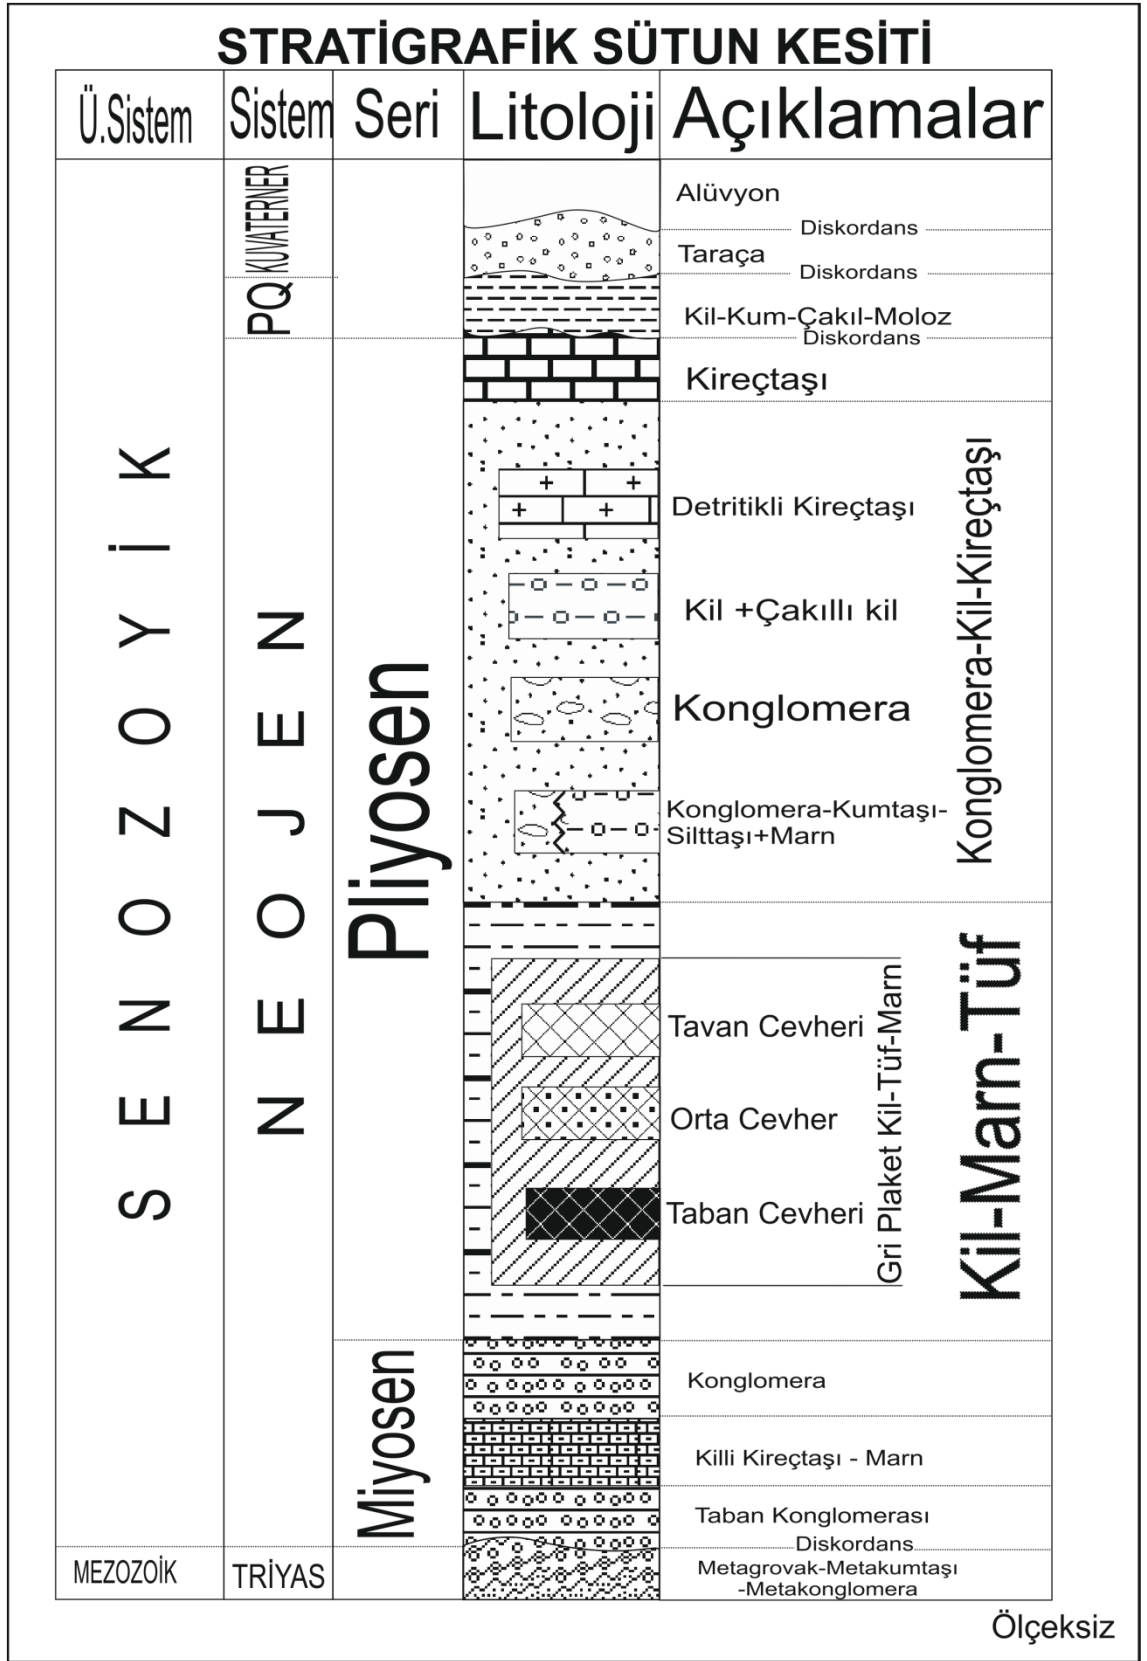 STRATİGRAFİK SÜTUN KESİTİ
Ü.Sistem
Sistem
Seri
Litoloji
Açıklamalar
SENOZOYİK
KUVATERNER
PQ
NEOJEN
Pliyosen
Miyosen
MEZOZOİK
TRİYAS
Alüvyon
Diskordans
Taraça
Diskordans
Kil-Kum-Çakıl-Moloz
Diskordans
Kireçtaşı
Detritikli Kireçtaşı
Kil +Çakıllı kil
Konglomera
Konglomera-Kumtaşı-
Silttaşı+Marn
Konglomera-Kil-Kireçtaşı
Tavan Cevheri
Orta Cevher
Taban Cevheri
Gri Plaket Kil-Tüf-Marn
Kil-Marn-Tüf
Konglomera
Killi Kireçtaşı - Marn
Taban Konglomerası
Diskordans
Metagrovak-Metakumtaşı
-Metakonglomera
Ölçeksiz